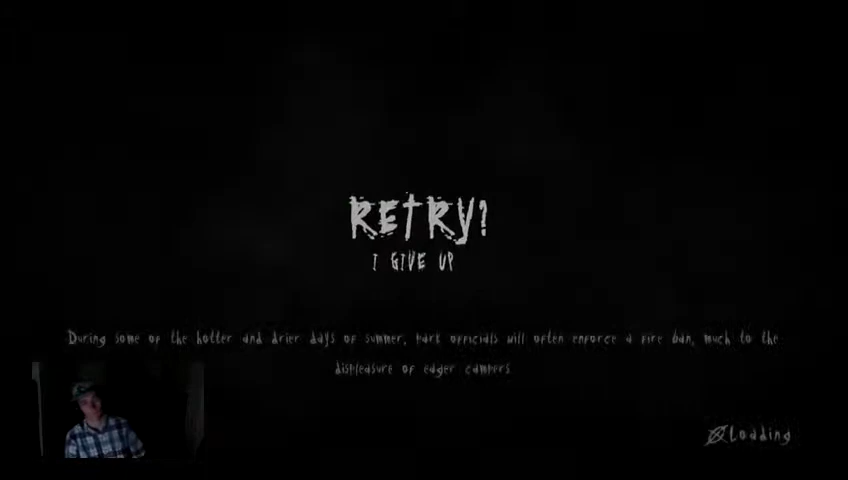 RETRY?
I GIVE UP
During some of the hotter and drier days of summer, park officials will often enforce a fire ban, much to the
displeasure of eager campers
Loading